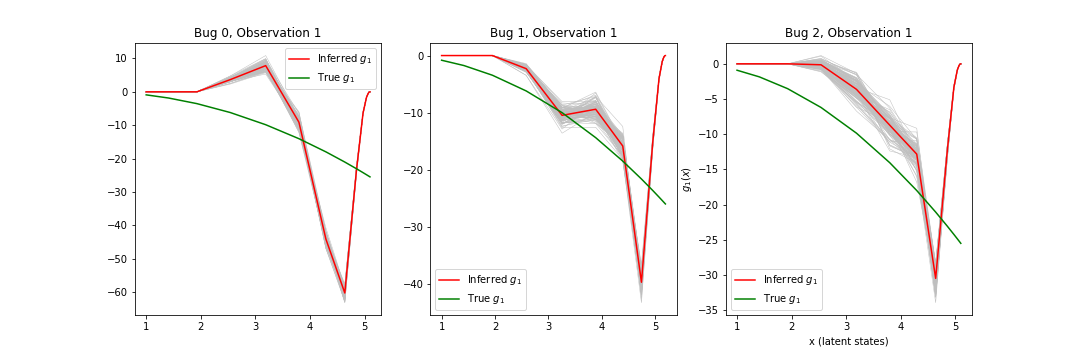 Bug 0, Observation 1
10
0
−10
−20
−30
−40
−50
−60
1 2 3 4 5
Inferred g₁
True g₁
Bug 1, Observation 1
0
−10
−20
−30
−40
1 2 3 4 5
Inferred g₁
True g₁
Bug 2, Observation 1
g₁(x)
0
−5
−10
−15
−20
−25
−30
−35
1 2 3 4 5
x (latent states)
Inferred g₁
True g₁